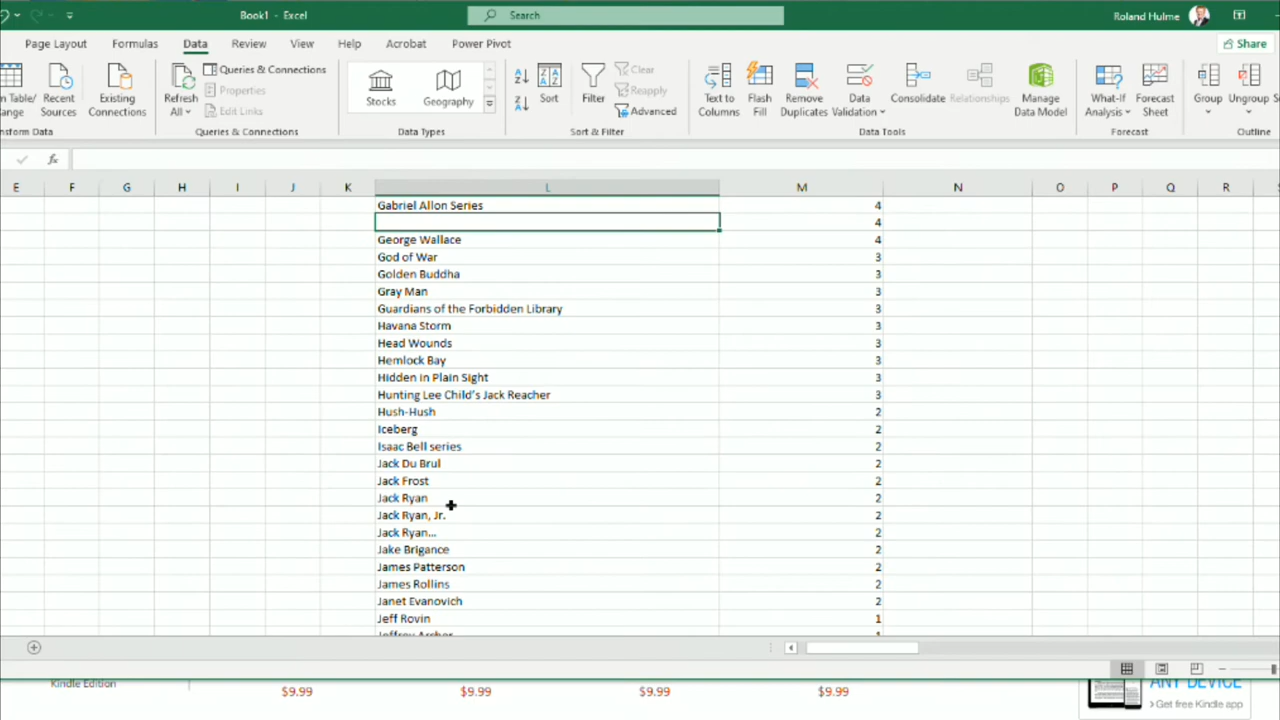 Book1 - Excel
Search
Roland Hulme
Page Layout Formulas Data Review View Help Acrobat Power Pivot
Share
Refresh All
Recent Sources
Existing Connections
Queries & Connections
Properties
Edit Links
Stocks
Geography
Sort
Filter
Clear
Reapply
Advanced
Text to Columns
Flash Fill
Remove Duplicates
Data Validation
Consolidate
Relationships
Manage Data Model
What-If Analysis
Forecast Sheet
Group
Ungroup
Queries & Connections
Data Types
Sort & Filter
Data Tools
Forecast
Outline
fx
E F G H I J K L M N O P Q R
Gabriel Allon Series 4
4
George Wallace 4
God of War 3
Golden Buddha 3
Gray Man 3
Guardians of the Forbidden Library 3
Havana Storm 3
Head Wounds 3
Hemlock Bay 3
Hidden in Plain Sight 3
Hunting Lee Child's Jack Reacher 3
Hush-Hush 2
Iceberg 2
Isaac Bell series 2
Jack Du Brul 2
Jack Frost 2
Jack Ryan 2
Jack Ryan, Jr. 2
Jack Ryan... 2
Jake Brigance 2
James Patterson 2
James Rollins 2
Janet Evanovich 2
Jeff Rovin 1
Kindle Edition
$9.99 $9.99 $9.99 $9.99
ANY DEVICE
Get free Kindle app